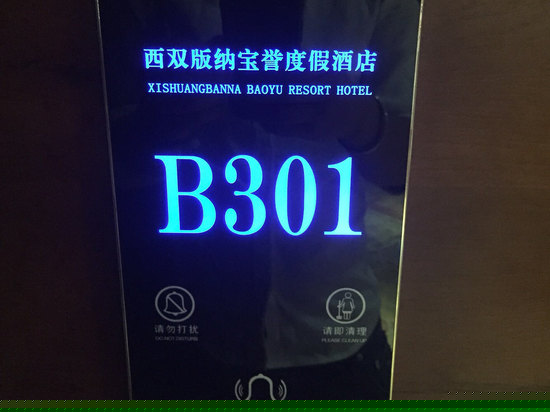 西双版纳宝誉度假酒店
XISHUANGBANNA BAOYU RESORT HOTEL
B301
请勿打扰 请即清理
DO NOT DISTURB PLEASE CLEAN UP